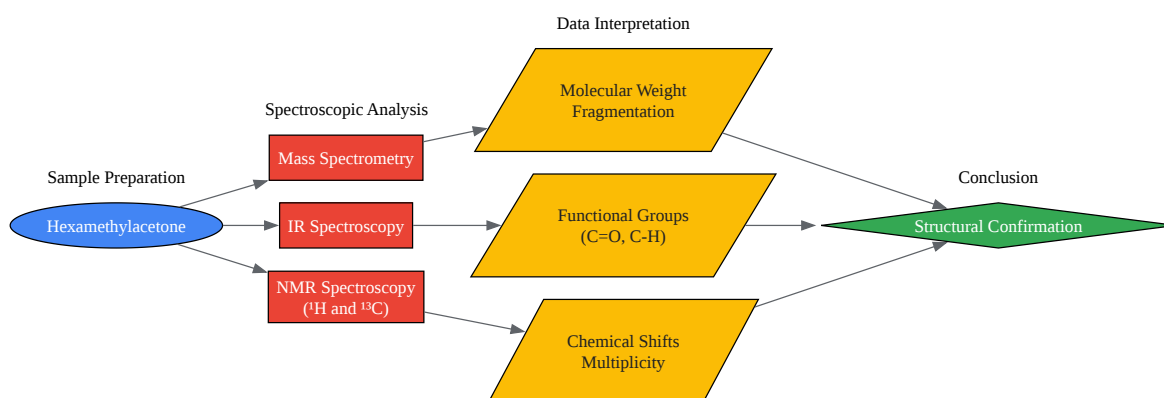 Sample Preparation
Hexamethylacetone
Spectroscopic Analysis
Mass Spectrometry
IR Spectroscopy
NMR Spectroscopy
(¹H and ¹³C)
Data Interpretation
Molecular Weight
Fragmentation
Functional Groups
(C=O, C-H)
Chemical Shifts
Multiplicity
Conclusion
Structural Confirmation